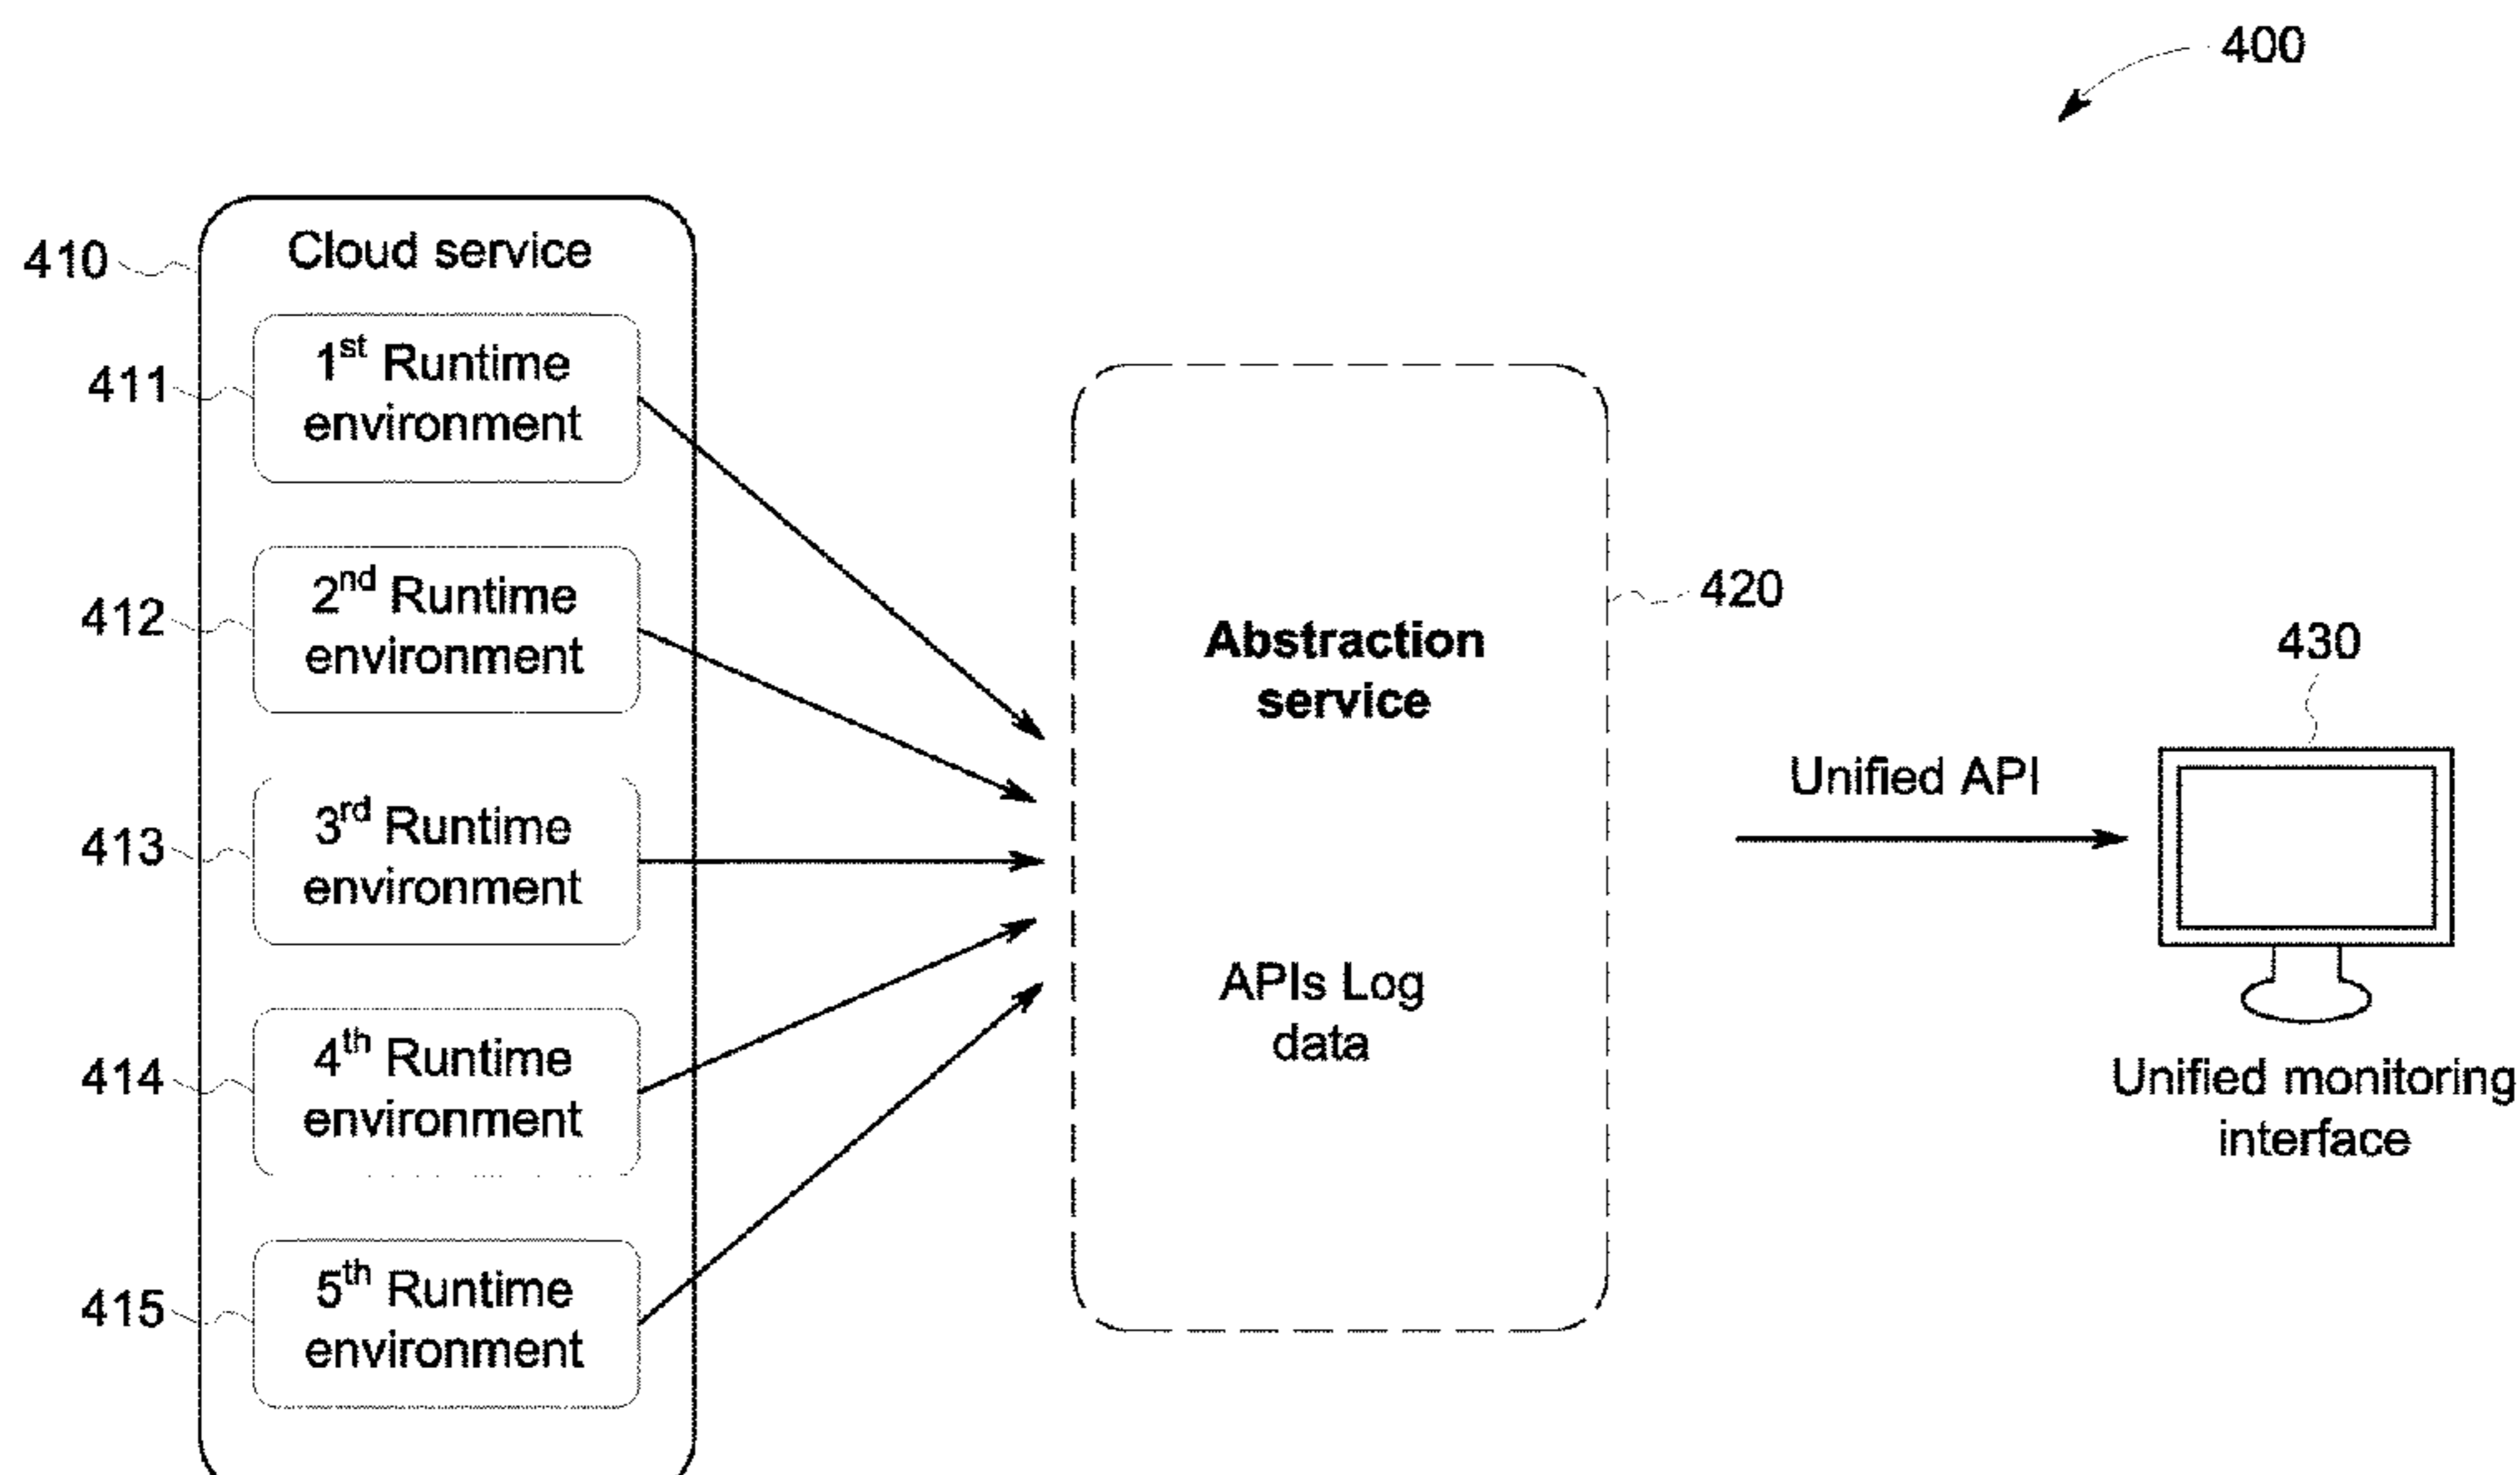 400
410
Cloud service
411
1st Runtime
environment
412
2nd Runtime
environment
413
3rd Runtime
environment
414
4th Runtime
environment
415
5th Runtime
environment
420
Abstraction
service
APIs Log
data
Unified API
430
Unified monitoring
interface